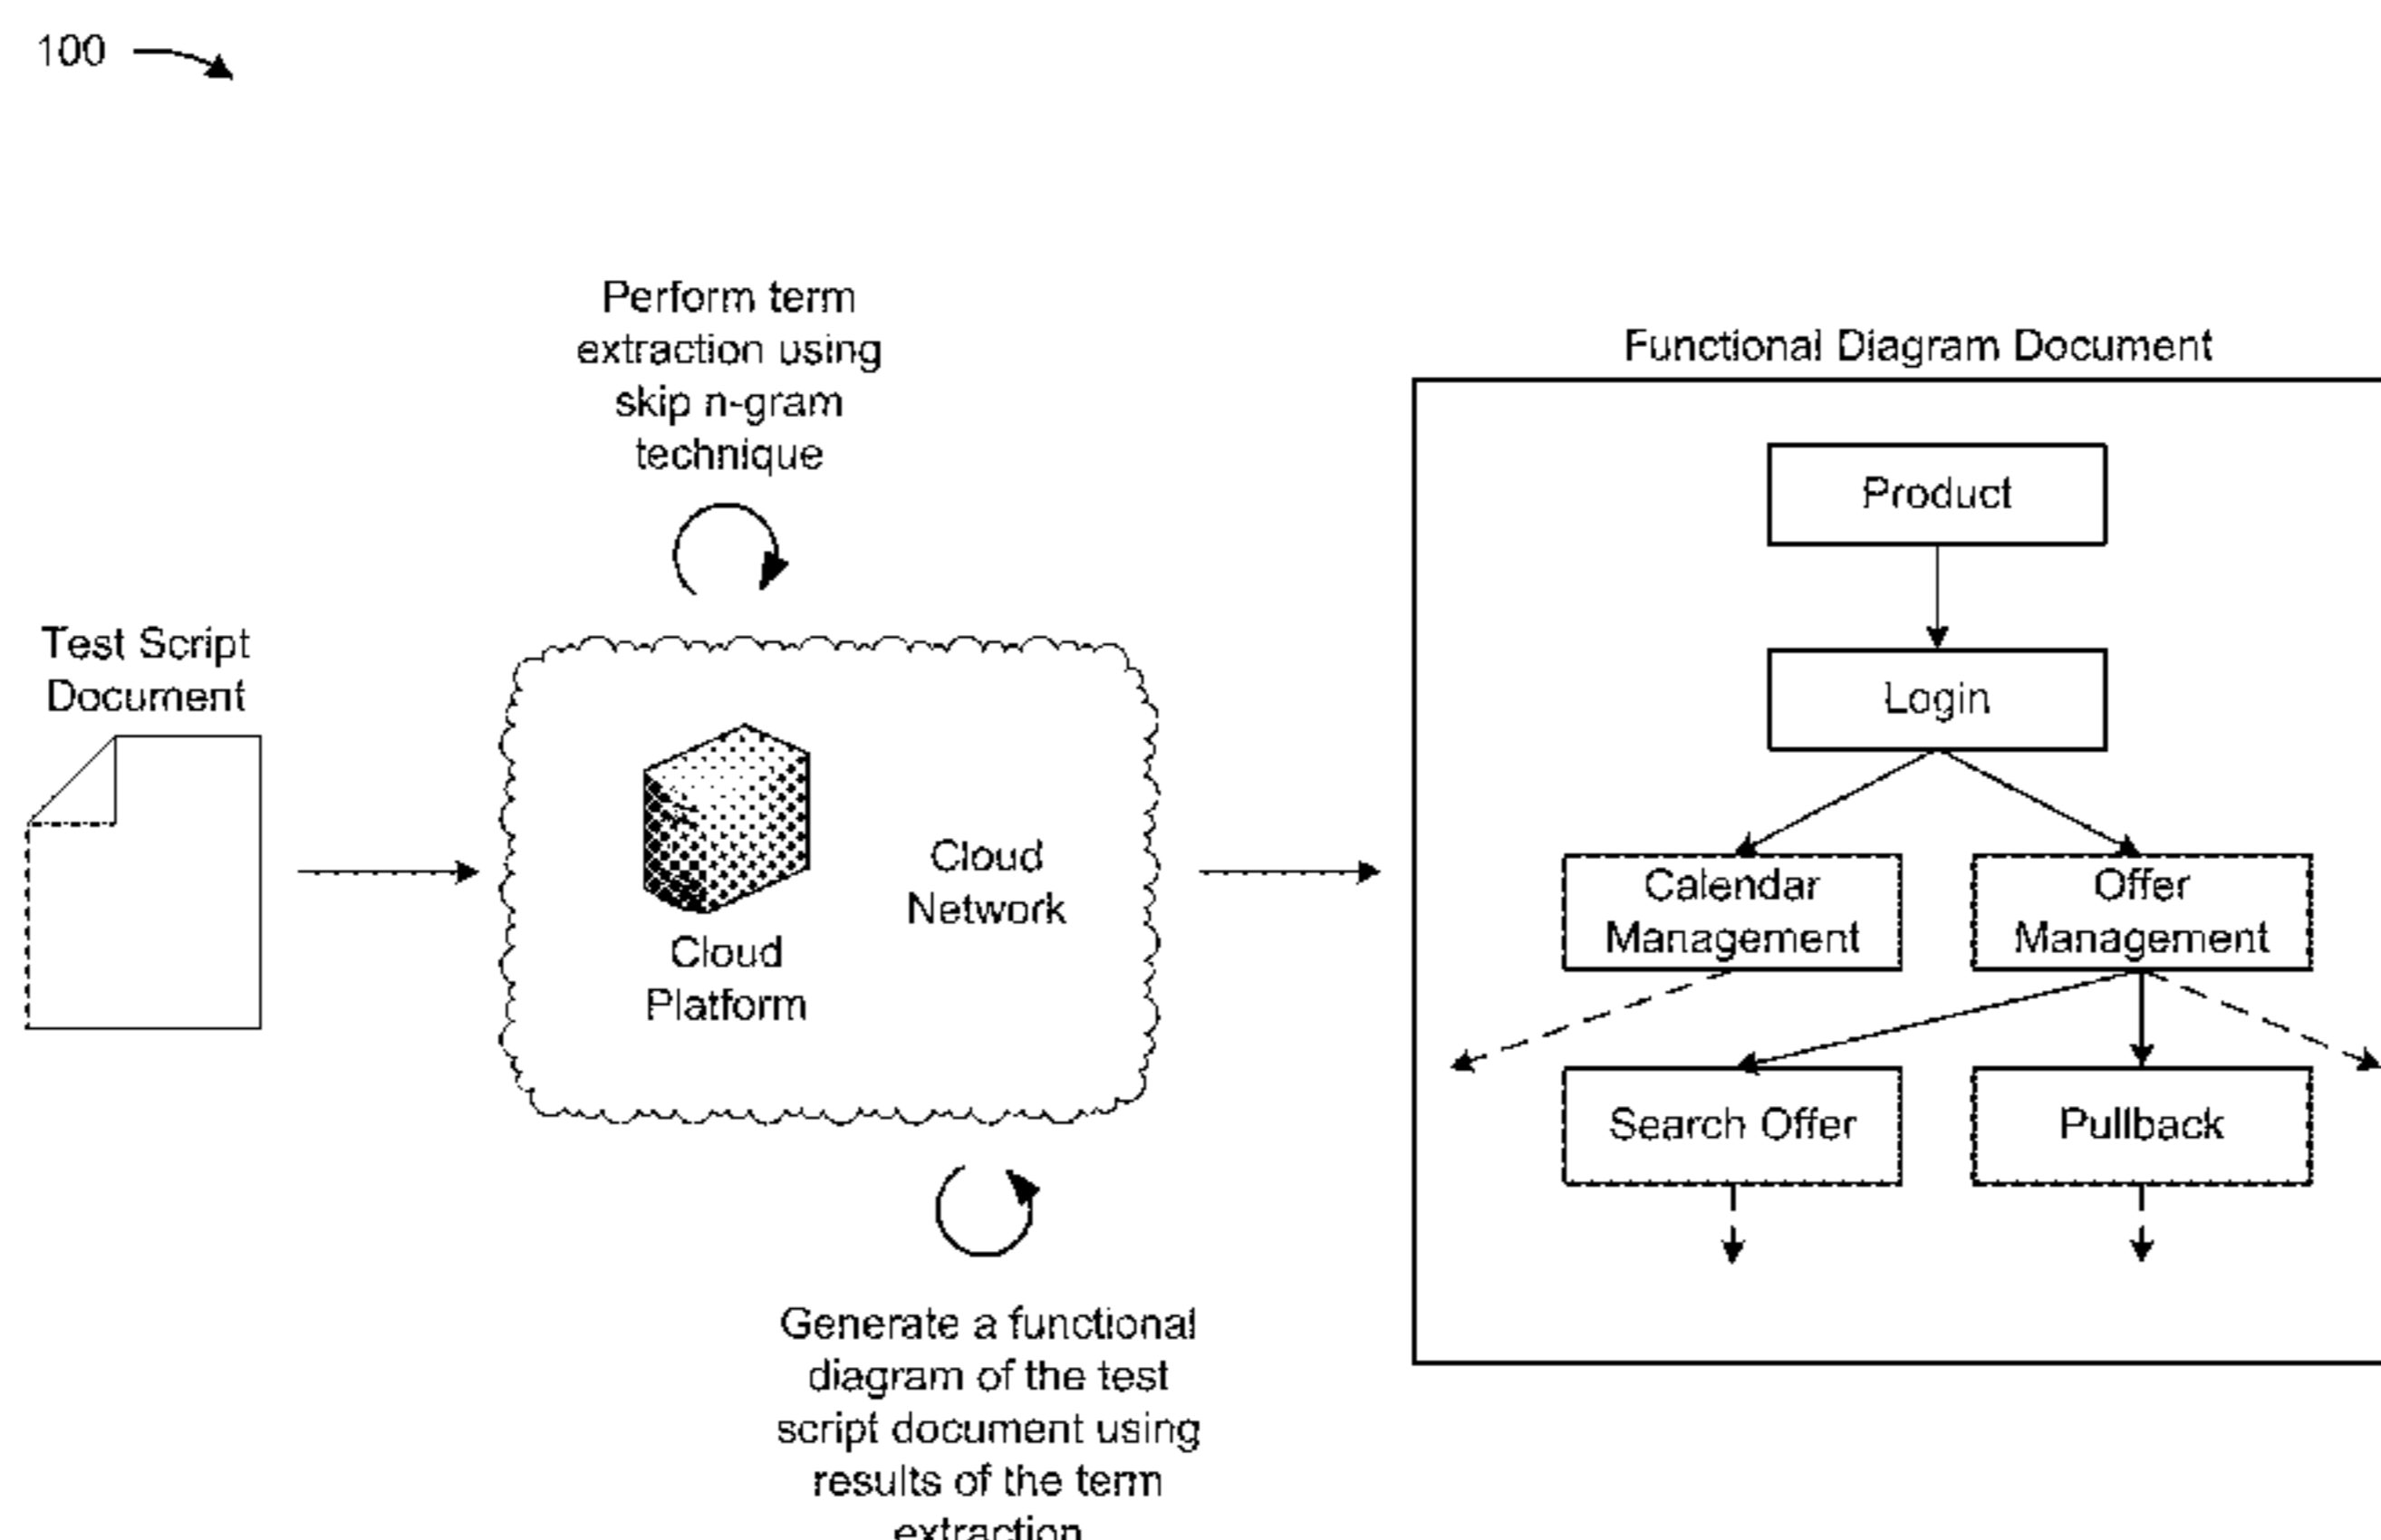 100
Perform term
extraction using
skip n-gram
technique
Test Script
Document
Cloud
Platform
Cloud
Network
Generate a functional
diagram of the test
script document using
results of the term
extraction
Functional Diagram Document
Product
Login
Calendar
Management
Offer
Management
Search Offer
Pullback